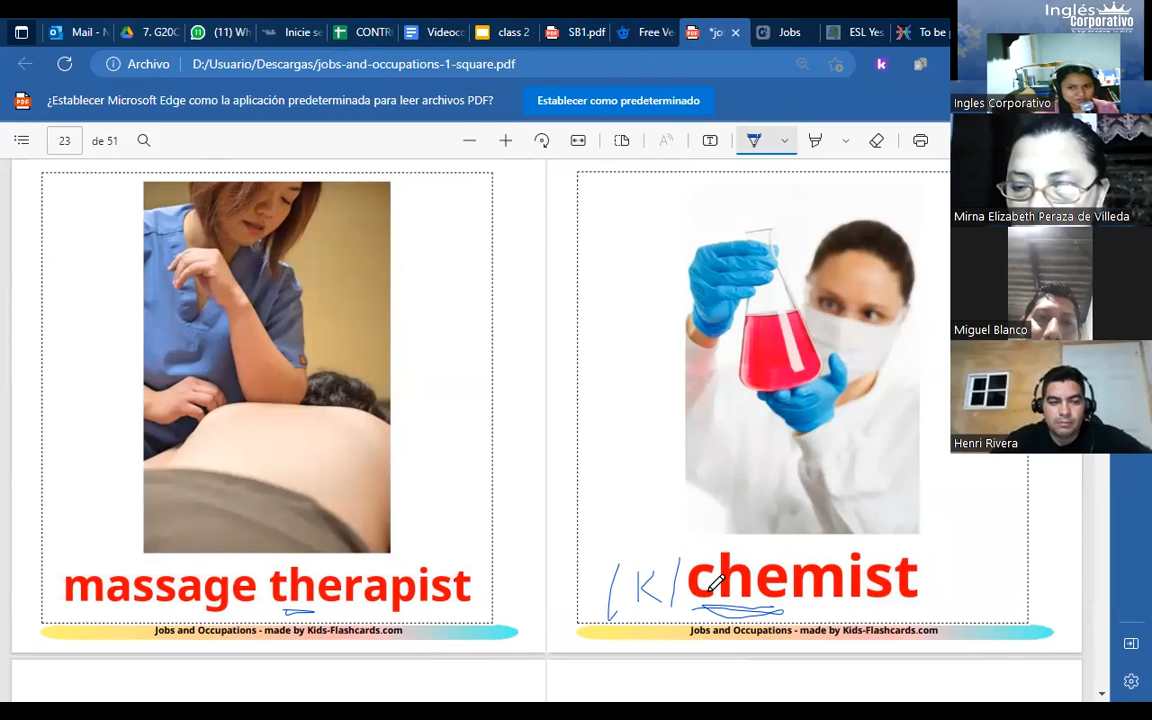 Mail - N
7. G20C
(11) Wh
Inicie se
CONTR
Videoco
class 2
SB1.pdf
Free Ve
*jo
Jobs
ESL Yes
To be p
Archivo
D:/Usuario/Descargas/jobs-and-occupations-1-square.pdf
¿Establecer Microsoft Edge como la aplicación predeterminada para leer archivos PDF?
Establecer como predeterminado
23
de 51
massage therapist
Jobs and Occupations - made by Kids-Flashcards.com
/K/
chemist
Jobs and Occupations - made by Kids-Flashcards.com
Inglés
Corporativo
Ingles Corporativo
Mirna Elizabeth Peraza de Villeda
Miguel Blanco
Henri Rivera